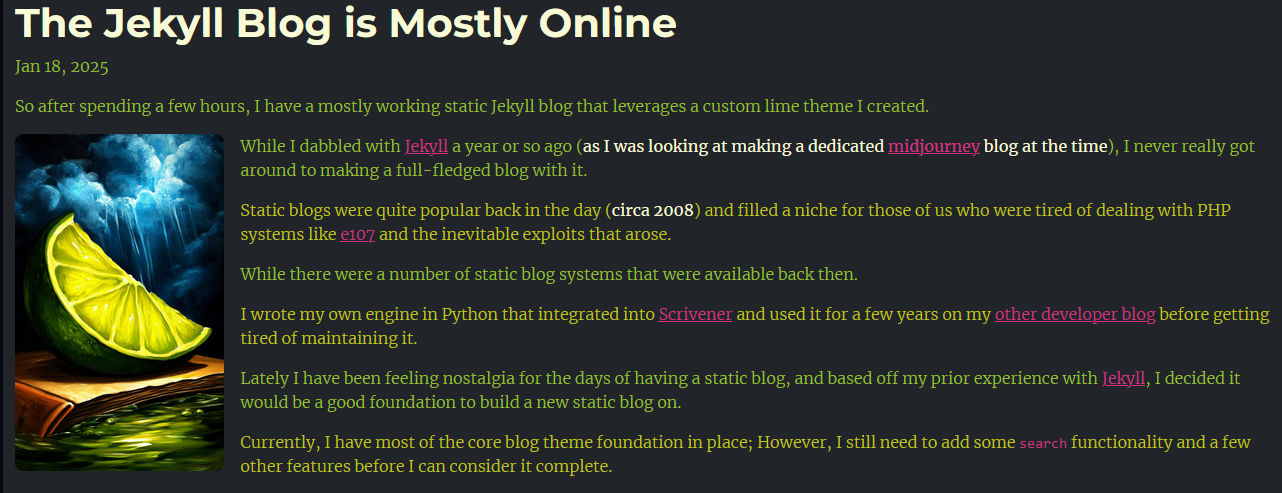 The Jekyll Blog is Mostly Online
Jan 18, 2025
So after spending a few hours, I have a mostly working static Jekyll blog that leverages a custom lime theme I created.
While I dabbled with Jekyll a year or so ago (as I was looking at making a dedicated midjourney blog at the time), I never really got
around to making a full-fledged blog with it.
Static blogs were quite popular back in the day (circa 2008) and filled a niche for those of us who were tired of dealing with PHP
systems like e107 and the inevitable exploits that arose.
While there were a number of static blog systems that were available back then.
I wrote my own engine in Python that integrated into Scrivener and used it for a few years on my other developer blog before getting
tired of maintaining it.
Lately I have been feeling nostalgia for the days of having a static blog, and based off my prior experience with Jekyll, I decided it
would be a good foundation to build a new static blog on.
Currently, I have most of the core blog theme foundation in place; However, I still need to add some search functionality and a few
other features before I can consider it complete.